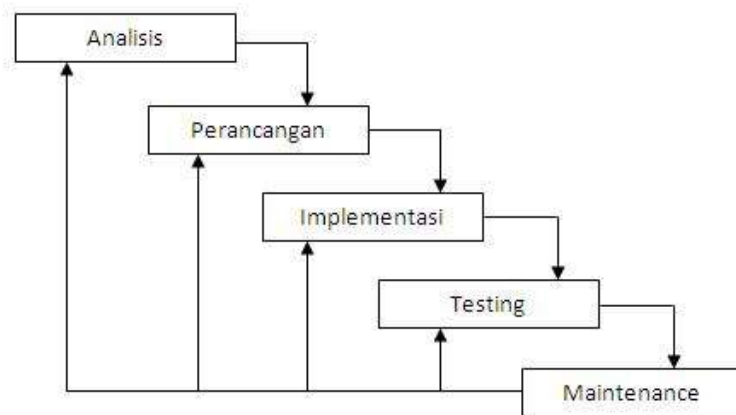 Analisis
Perancangan
Implementasi
Testing
Maintenance